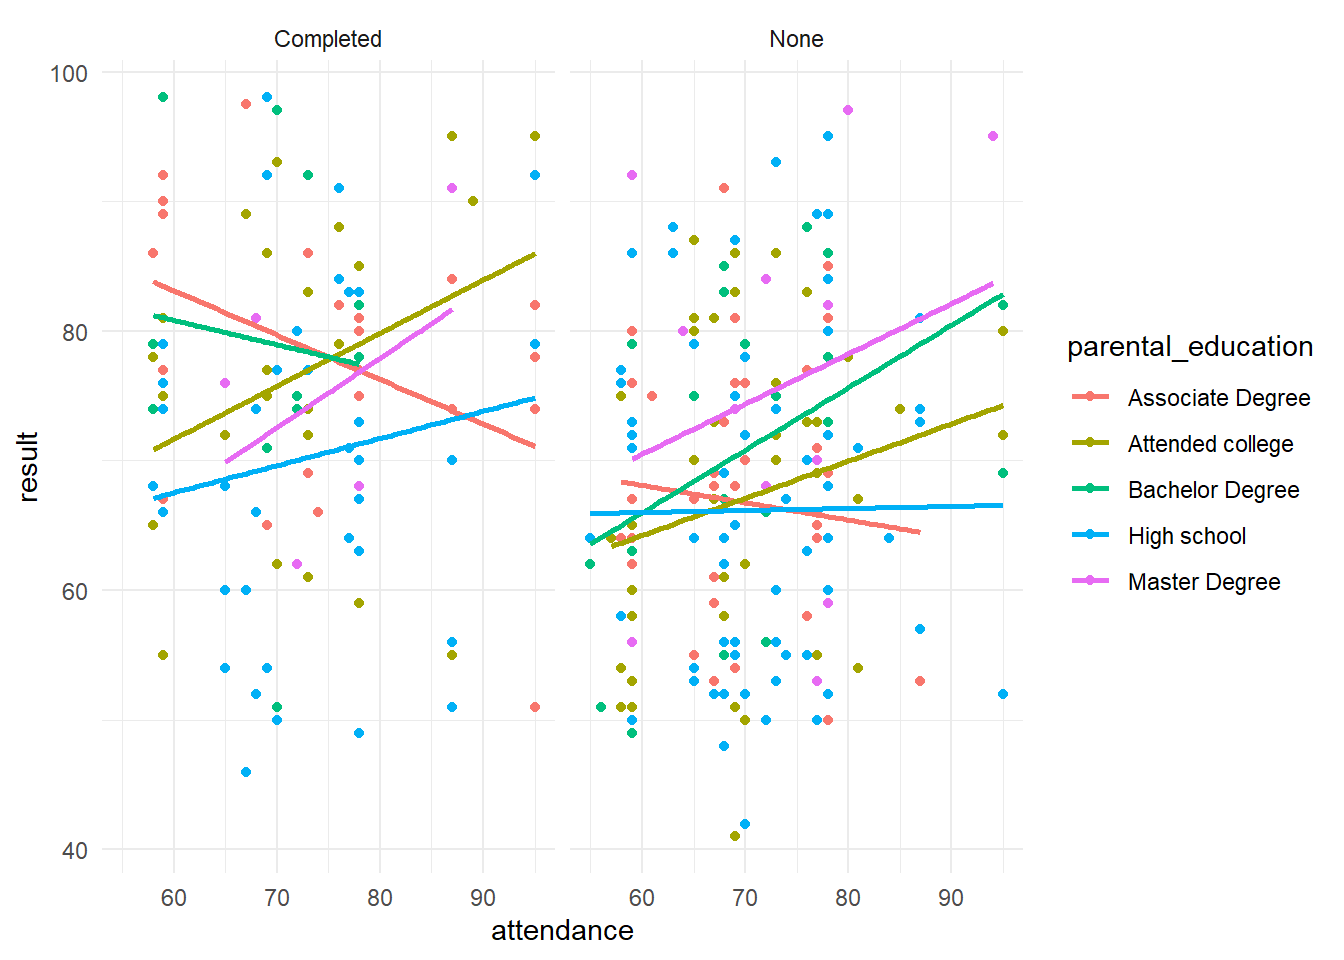 Completed
None
100
80
60
40
result
60 70 80 90
60 70 80 90
attendance
parental_education
Associate Degree
Attended college
Bachelor Degree
High school
Master Degree